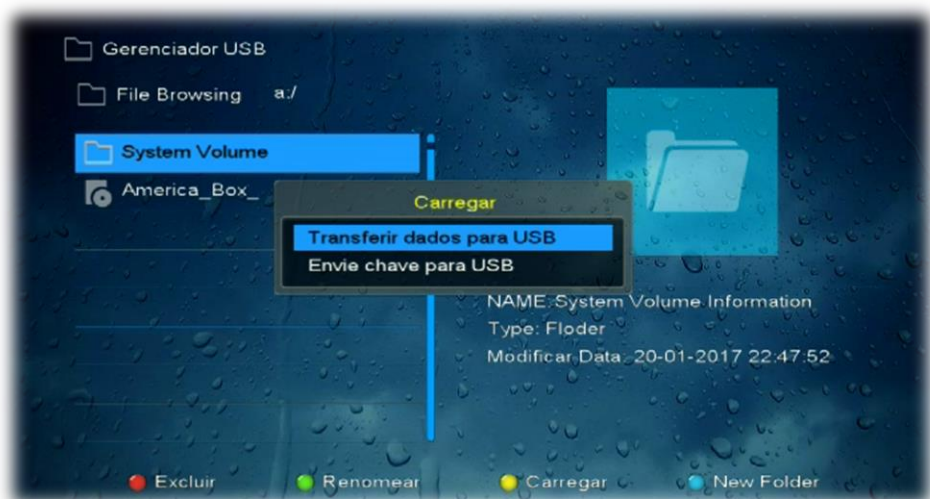 Gerenciador USB
File Browsing a:/
System Volume
America_Box_
Carregar
Transferir dados para USB
Envie chave para USB
NAME:System Volume Information
Type: Floder
Modificar Data: 20-01-2017 22:47:52
Excluir Renomear Carregar New Folder